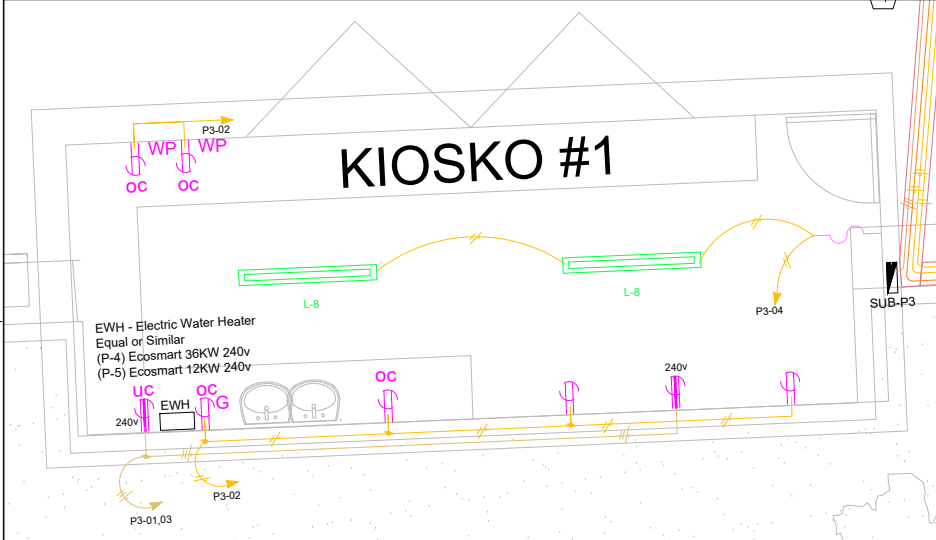 P3-02
WP
WP
OC
OC
KIOSKO #1
L-8
L-8
P3-04
SUB-P3
EWH - Electric Water Heater
Equal or Similar
(P-4) Ecosmart 36KW 240v
(P-5) Ecosmart 12KW 240v
UC
EWH
OC
G
OC
240v
240v
P3-02
P3-01,03